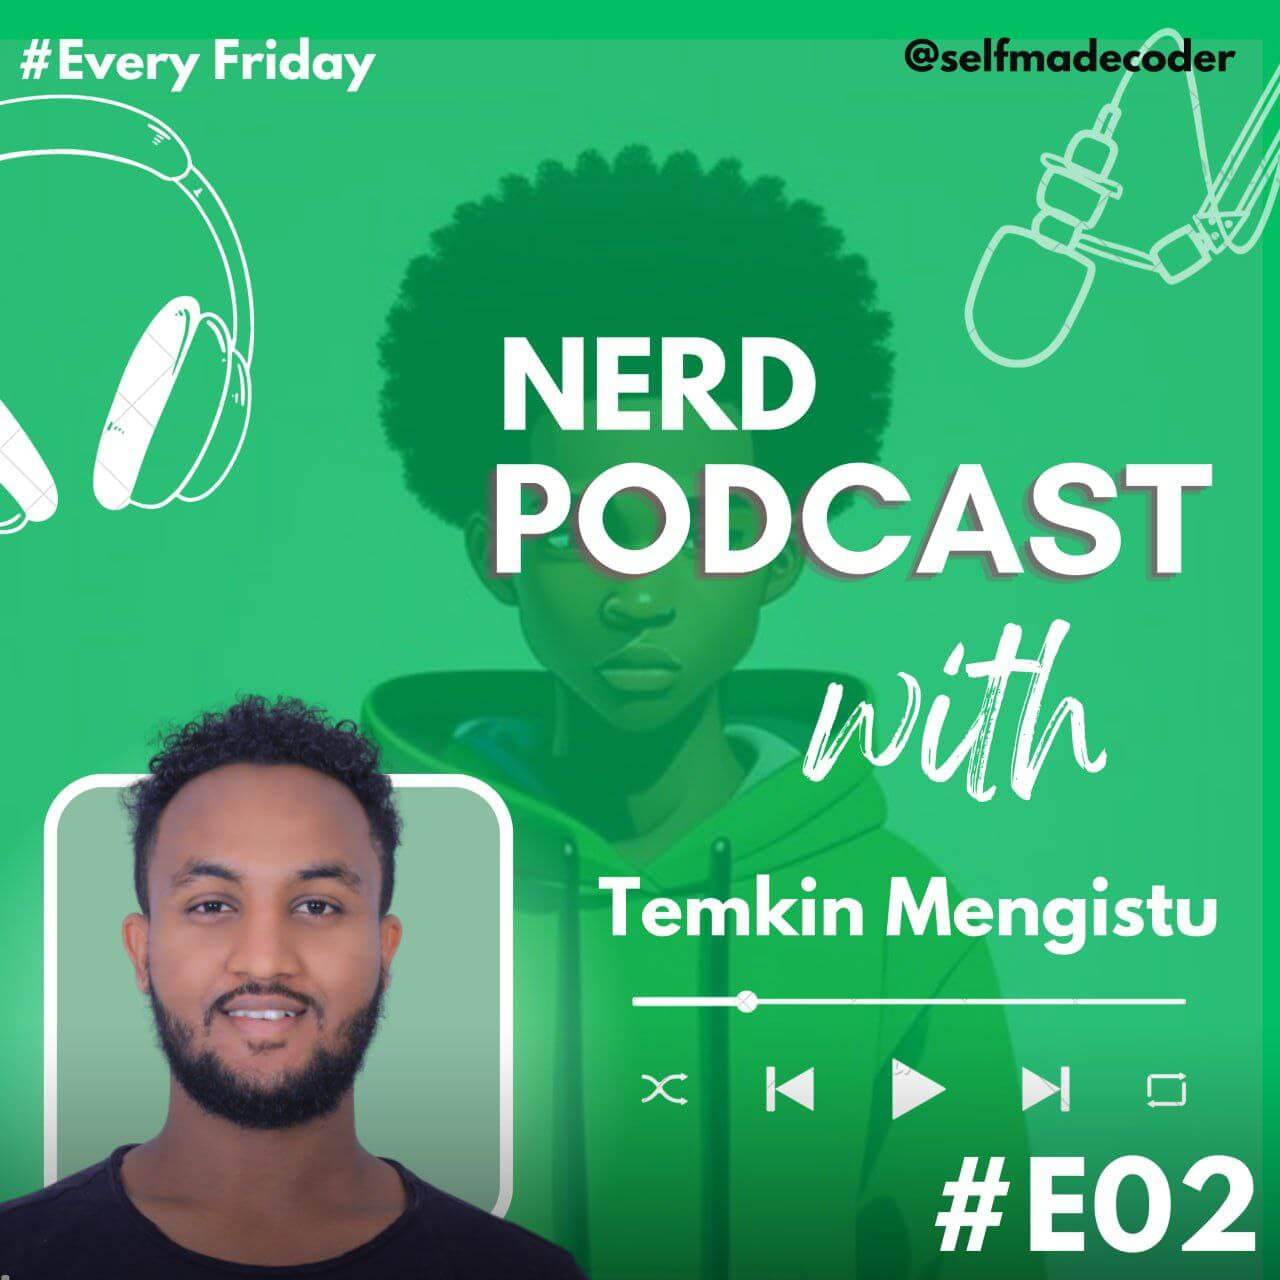 #Every Friday
@selfmadecoder
NERD
PODCAST
with
Temkin Mengistu
#E02